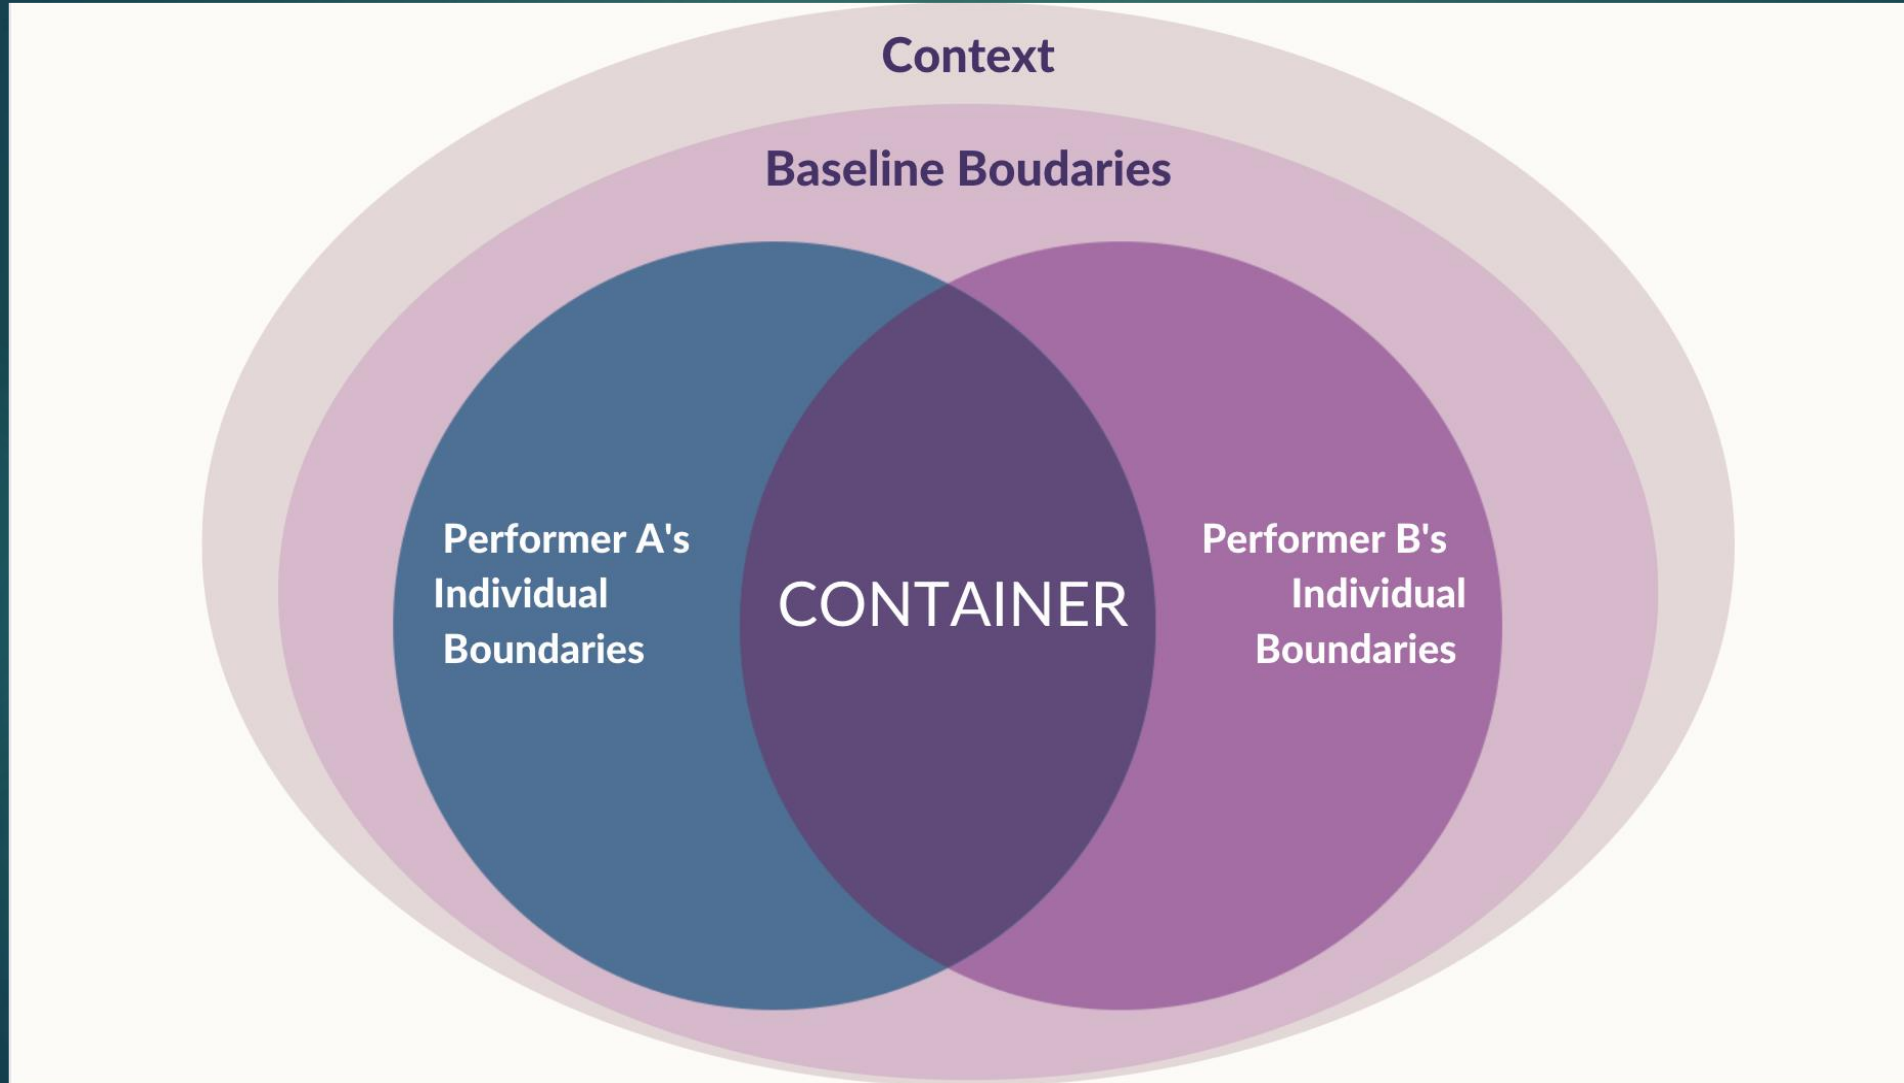 Context
Baseline Boudaries
Performer A's
Individual
Boundaries
CONTAINER
Performer B's
Individual
Boundaries